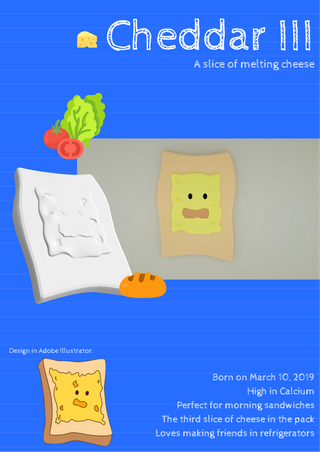 Cheddar III
A slice of melting cheese
Design in Adobe Illustrator:
Born on March 10, 2019
High in Calcium
Perfect for morning sandwiches
The third slice of cheese in the pack
Loves making friends in refrigerators